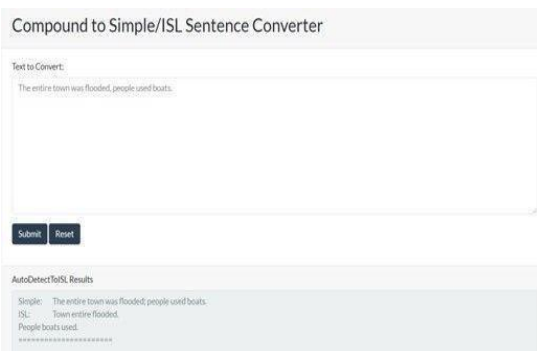 Compound to Simple/ISL Sentence Converter
Text to Convert:
The entire town was flooded, people used boats.
Submit Reset
AutoDetectToISL Results
Simple: The entire town was flooded; people used boats.
ISL: Town entire flooded.
People boats used.
======================